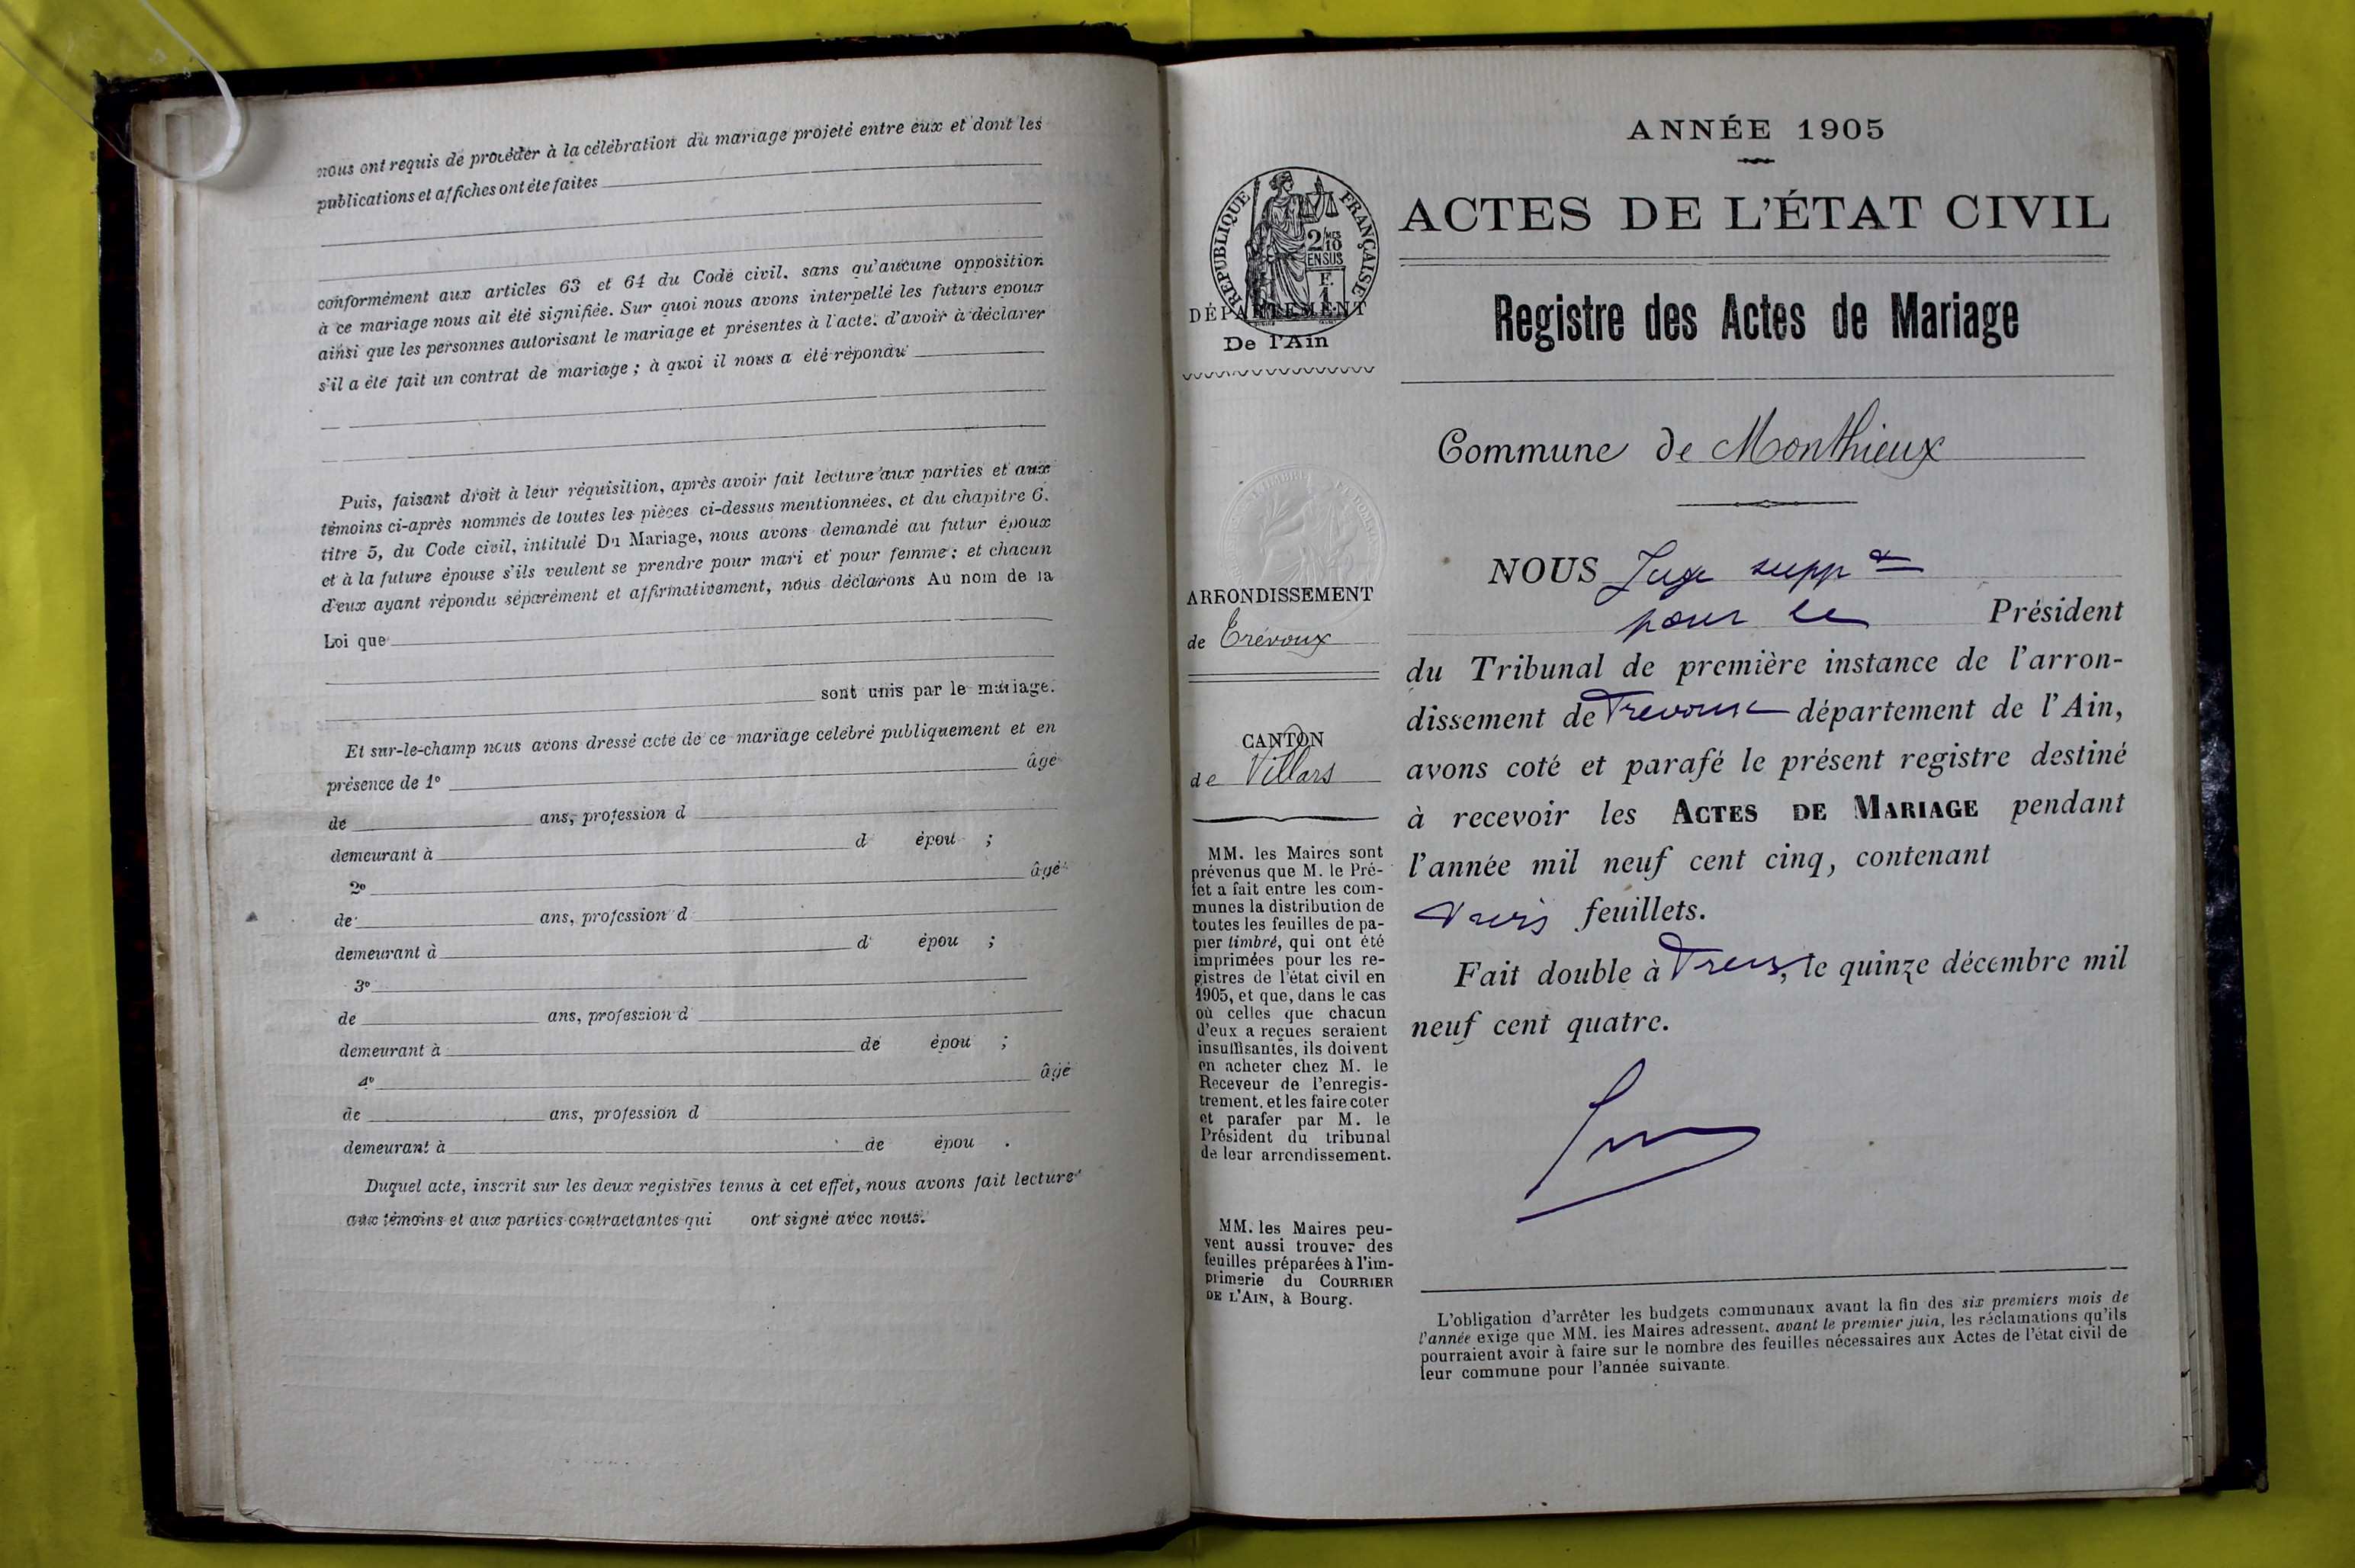 nous ont requis de procéder à la célébration du mariage projeté entre eux et dont les
publications et affiches ont été faites
conformément aux articles 63 et 64 du Code civil, sans qu'aucune opposition
à ce mariage nous ait été signifiée. Sur quoi nous avons interpellé les futurs époux
ainsi que les personnes autorisant le mariage et présentes à l'acte, d'avoir à déclarer
s'il a été fait un contrat de mariage ; à quoi il nous a été répondu
Puis, faisant droit à leur réquisition, après avoir fait lecture aux parties et aux
témoins ci-après nommés de toutes les pièces ci-dessus mentionnées, et du chapitre 6,
titre 5, du Code civil, intitulé Du Mariage, nous avons demandé au futur époux
et à la future épouse s'ils veulent se prendre pour mari et pour femme ; et chacun
d'eux ayant répondu séparément et affirmativement, nous déclarons Au nom de la
Loi que
sont unis par le mariage.
Et sur-le-champ nous avons dressé acte de ce mariage célébré publiquement et en
présence de 1° âgé
de ans, profession d
demeurant à d épou ;
2° âgé
de ans, profession d
demeurant à d épou ;
3°
de ans, profession d
demeurant à de épou ;
4° âgé
de ans, profession d
demeurant à de épou .
Duquel acte, inscrit sur les deux registres tenus à cet effet, nous avons fait lecture
aux témoins et aux parties contractantes qui ont signé avec nous.
ANNÉE 1905
ACTES DE L'ÉTAT CIVIL
Registre des Actes de Mariage
RÉPUBLIQUE FRANÇAISE
2/10 MES
EN SUS
F.
1
DÉPARTEMENT
De l'Ain
ARRONDISSEMENT
de Trévoux
CANTON
de Villars
MM. les Maires sont
prévenus que M. le Pré-
fet a fait entre les com-
munes la distribution de
toutes les feuilles de pa-
pier timbré, qui ont été
imprimées pour les re-
gistres de l'état civil en
1905, et que, dans le cas
où celles que chacun
d'eux a reçues seraient
insuffisantes, ils doivent
en acheter chez M. le
Receveur de l'enregis-
trement, et les faire coter
et parafer par M. le
Président du tribunal
de leur arrondissement.
MM. les Maires peu-
vent aussi trouver des
feuilles préparées à l'im-
primerie du COURRIER
DE L'AIN, à Bourg.
Commune de Monthieux
NOUS Juge supp<sup>t</sup>
pour le Président
du Tribunal de première instance de l'arron-
dissement de Trevoux département de l'Ain,
avons coté et parafé le présent registre destiné
à recevoir les ACTES DE MARIAGE pendant
l'année mil neuf cent cinq, contenant
trois feuillets.
Fait double à Trevx, le quinze décembre mil
neuf cent quatre.
L'obligation d'arrêter les budgets communaux avant la fin des six premiers mois de
l'année exige que MM. les Maires adressent, avant le premier juin, les réclamations qu'ils
pourraient avoir à faire sur le nombre des feuilles nécessaires aux Actes de l'état civil de
leur commune pour l'année suivante.